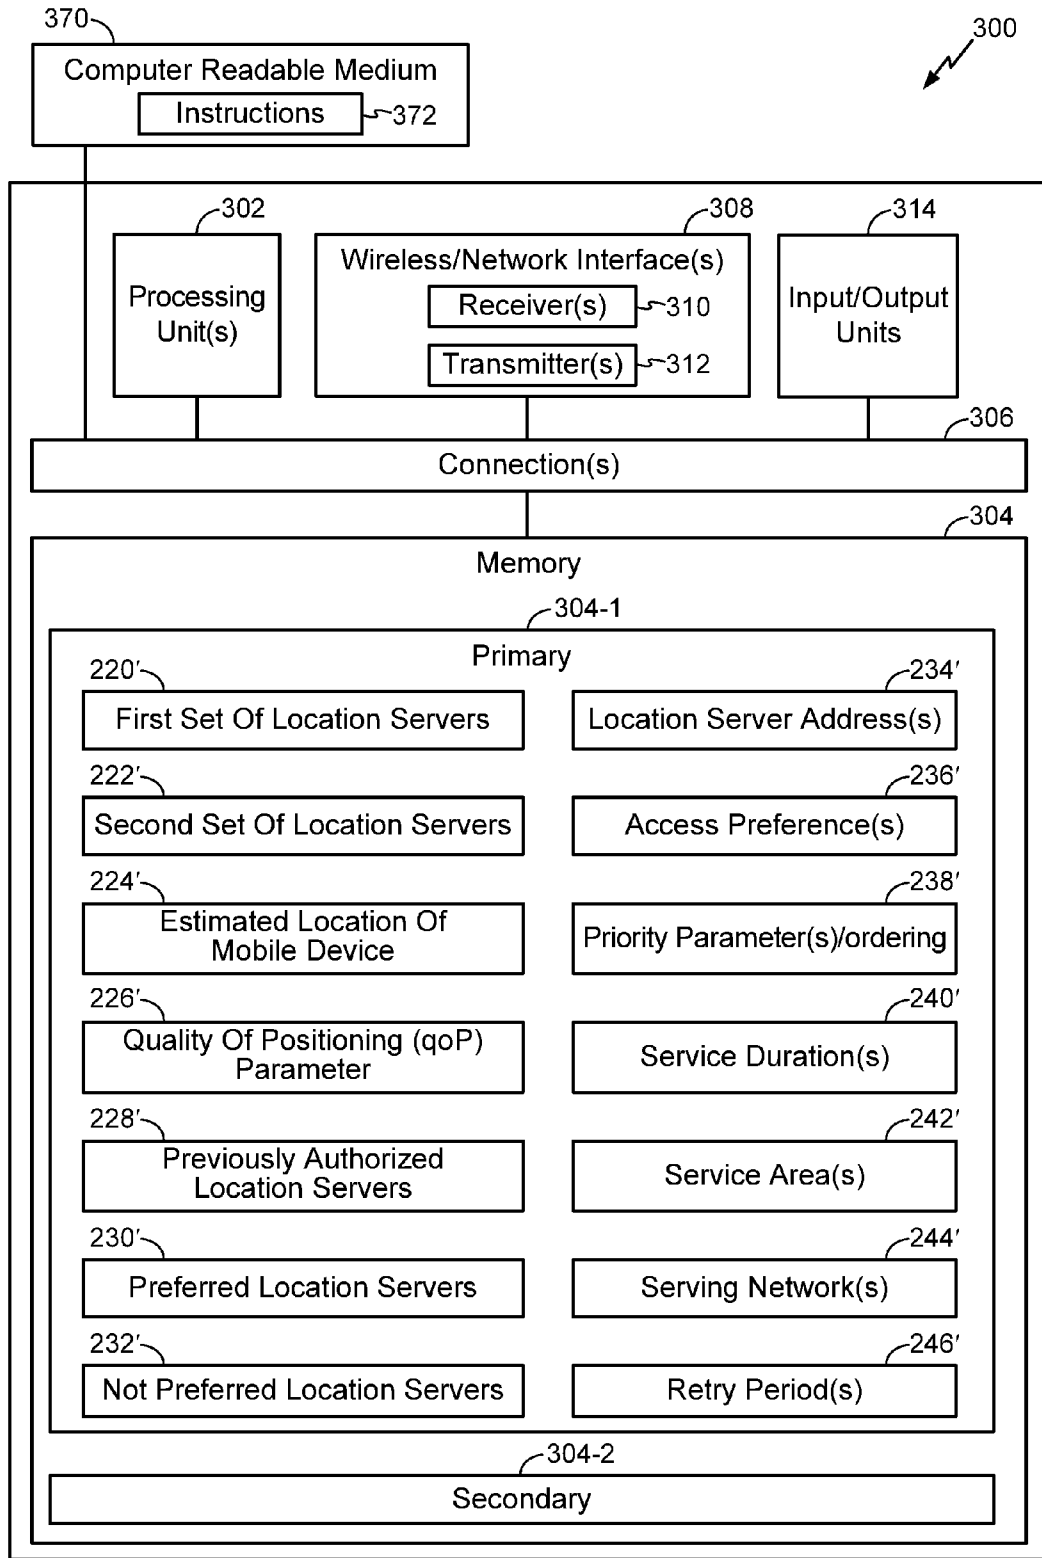 370
Computer Readable Medium
Instructions
372
300
302
Processing
Unit(s)
308
Wireless/Network Interface(s)
Receiver(s)
310
Transmitter(s)
312
314
Input/Output
Units
306
Connection(s)
304
Memory
304-1
Primary
220′
First Set Of Location Servers
234′
Location Server Address(s)
222′
Second Set Of Location Servers
236′
Access Preference(s)
224′
Estimated Location Of
Mobile Device
238′
Priority Parameter(s)/ordering
226′
Quality Of Positioning (qoP)
Parameter
240′
Service Duration(s)
228′
Previously Authorized
Location Servers
242′
Service Area(s)
230′
Preferred Location Servers
244′
Serving Network(s)
232′
Not Preferred Location Servers
246′
Retry Period(s)
304-2
Secondary